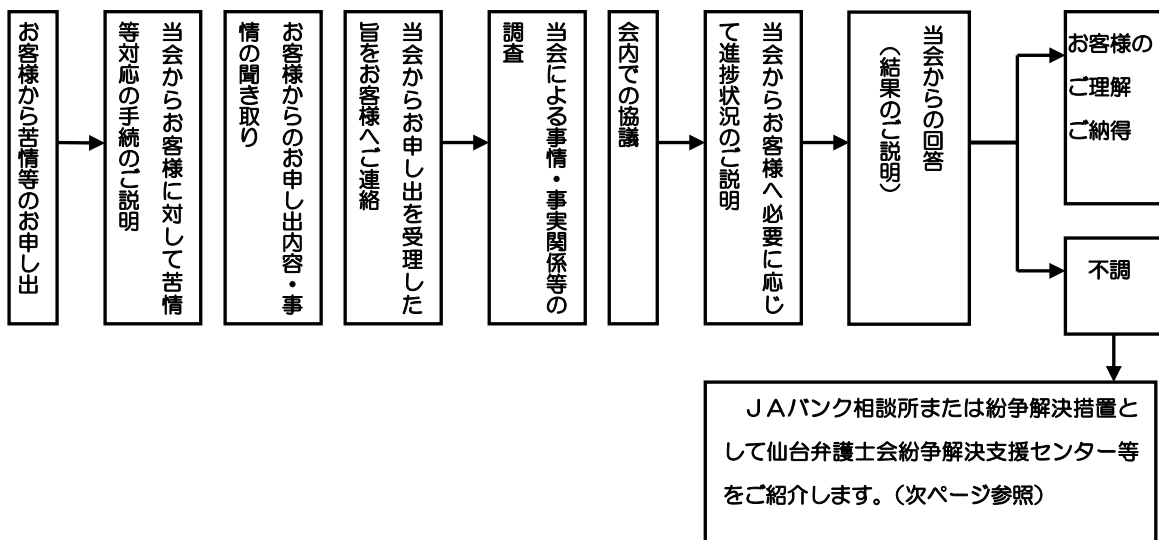 お客様から苦情等のお申し出
当会からお客様に対して苦情
等対応の手続のご説明
お客様からのお申し出内容・事
情の聞き取り
当会からお申し出を受理した
旨をお客様へご連絡
当会による事情・事実関係等の
調査
会内での協議
当会からお客様へ必要に応じ
て進捗状況のご説明
当会からの回答
（結果のご説明）
お客様の
ご理解
ご納得
不調
ＪＡバンク相談所または紛争解決措置と
して仙台弁護士会紛争解決支援センター等
をご紹介します。（次ページ参照）